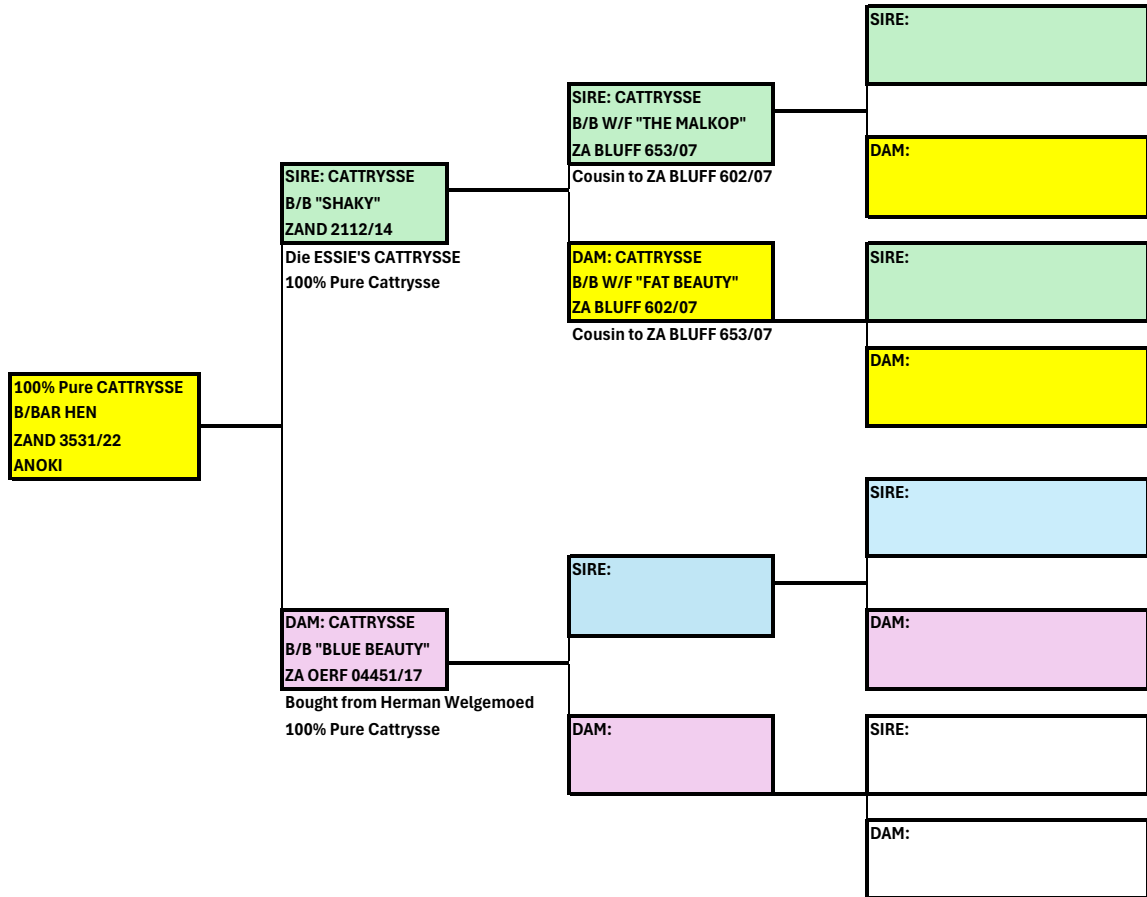 100% Pure CATTRYSSE
B/BAR HEN
ZAND 3531/22
ANOKI
SIRE: CATTRYSSE
B/B "SHAKY"
ZAND 2112/14
Die ESSIE'S CATTRYSSE
100% Pure Cattrysse
DAM: CATTRYSSE
B/B "BLUE BEAUTY"
ZA OERF 04451/17
Bought from Herman Welgemoed
100% Pure Cattrysse
SIRE: CATTRYSSE
B/B W/F "THE MALKOP"
ZA BLUFF 653/07
Cousin to ZA BLUFF 602/07
DAM: CATTRYSSE
B/B W/F "FAT BEAUTY"
ZA BLUFF 602/07
Cousin to ZA BLUFF 653/07
SIRE:
DAM:
SIRE:
DAM:
SIRE:
DAM:
SIRE:
DAM:
SIRE:
DAM: